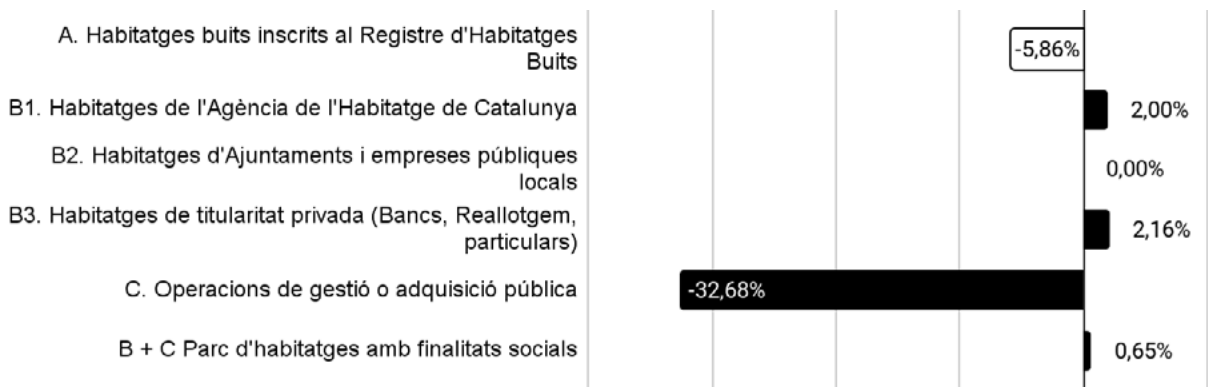 A. Habitatges buits inscrits al Registre d'Habitatges
Buits
-5,86%
B1. Habitatges de l'Agència de l'Habitatge de Catalunya
2,00%
B2. Habitatges d'Ajuntaments i empreses públiques
locals
0,00%
B3. Habitatges de titularitat privada (Bancs, Reallotgem,
particulars)
2,16%
C. Operacions de gestió o adquisició pública
-32,68%
B + C Parc d'habitatges amb finalitats socials
0,65%